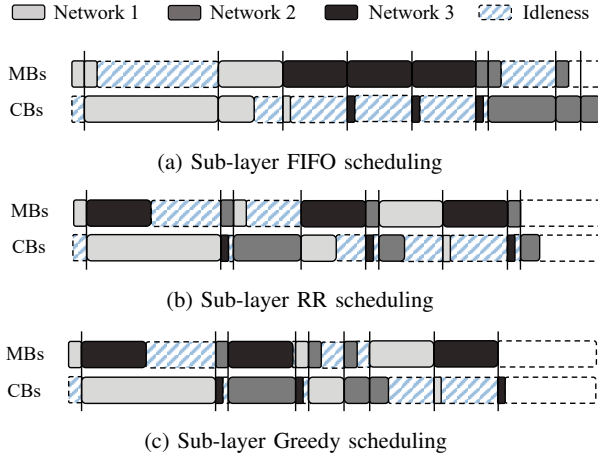 Network 1 Network 2 Network 3 Idleness
MBs
CBs
(a) Sub-layer FIFO scheduling
MBs
CBs
(b) Sub-layer RR scheduling
MBs
CBs
(c) Sub-layer Greedy scheduling